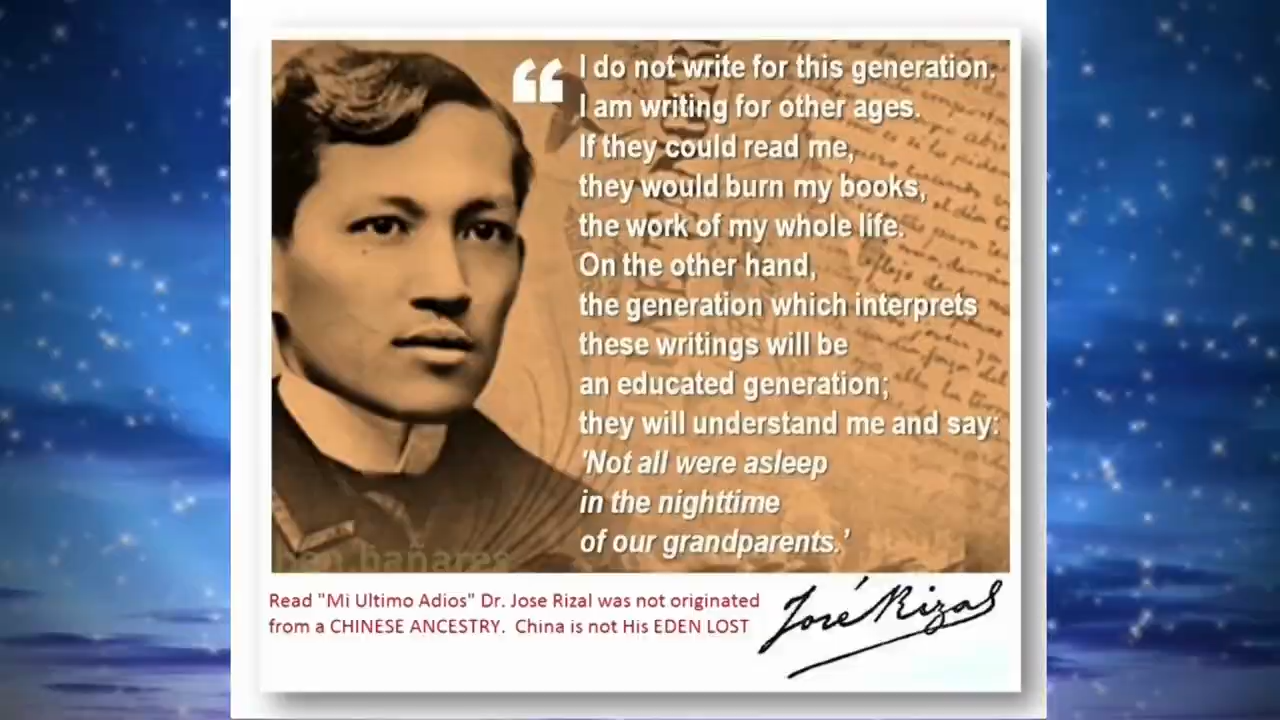 “ I do not write for this generation.
I am writing for other ages.
If they could read me,
they would burn my books,
the work of my whole life.
On the other hand,
the generation which interprets
these writings will be
an educated generation;
they will understand me and say:
'Not all were asleep
in the nighttime
of our grandparents.’
Read "Mi Ultimo Adios" Dr. Jose Rizal was not originated
from a CHINESE ANCESTRY. China is not His EDEN LOST
José Rizal